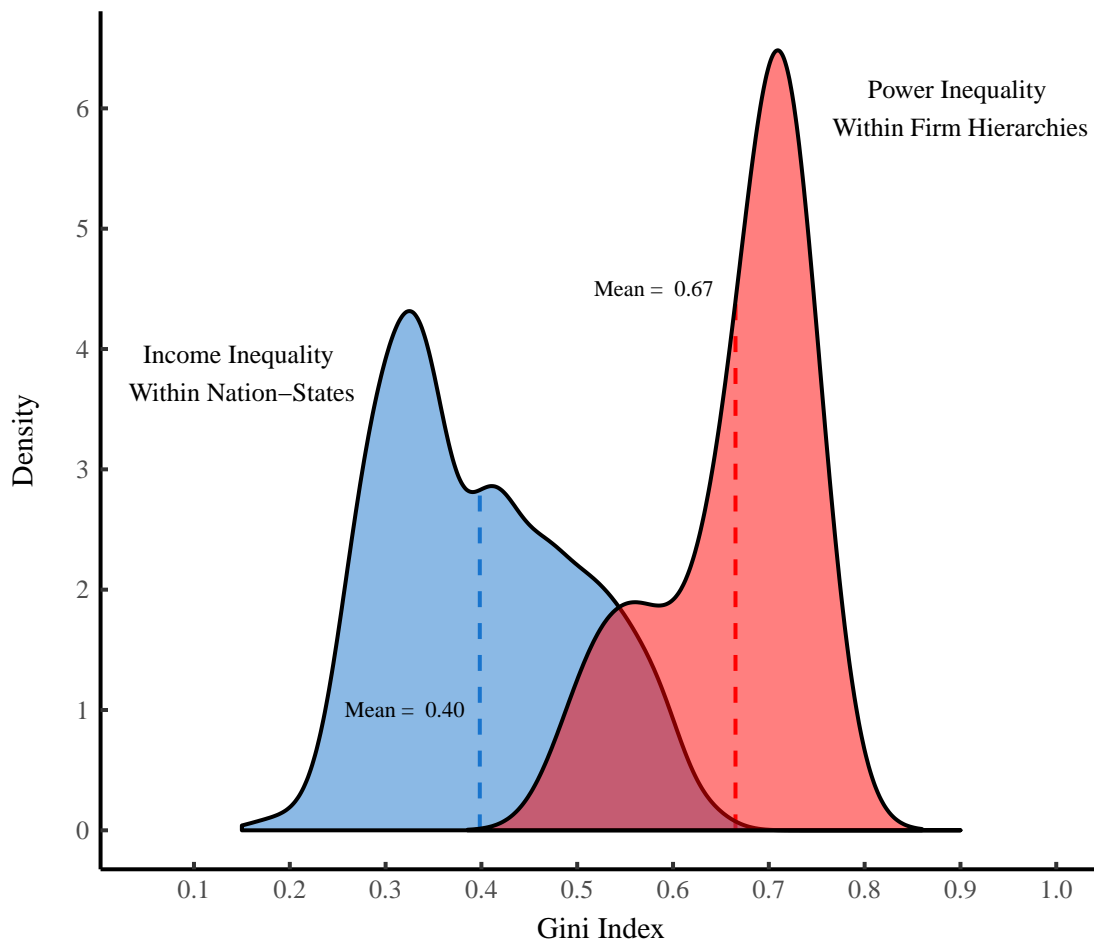 Power Inequality
Within Firm Hierarchies
Mean = 0.67
Income Inequality
Within Nation−States
Mean = 0.40
Density
6
5
4
3
2
1
0
0.1 0.2 0.3 0.4 0.5 0.6 0.7 0.8 0.9 1.0
Gini Index